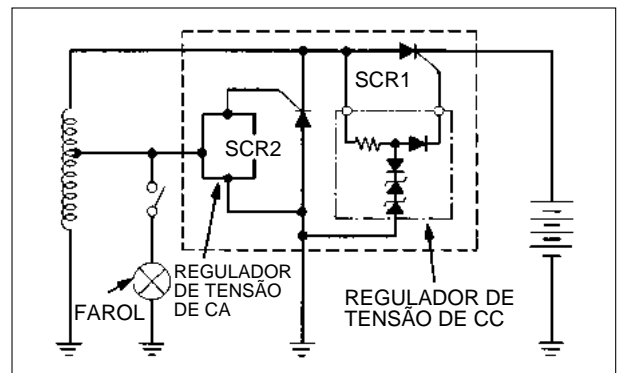 SCR1
SCR2
FAROL
REGULADOR
DE TENSÃO
DE CA
REGULADOR DE
TENSÃO DE CC